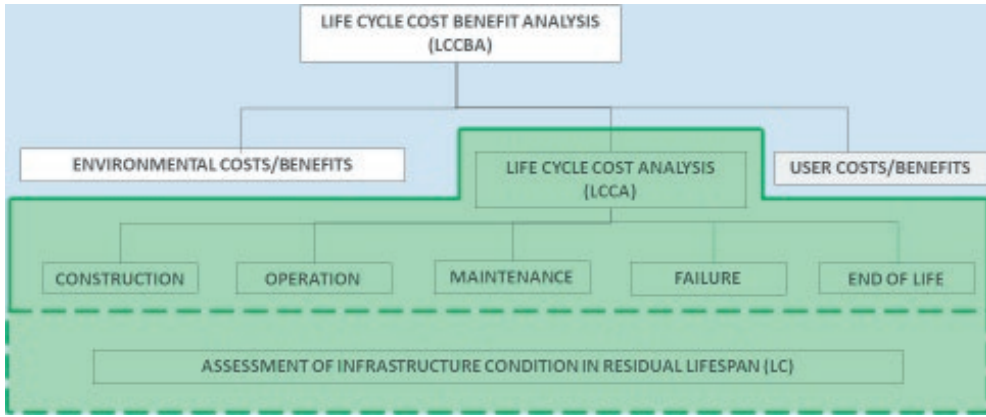 LIFE CYCLE COST BENEFIT ANALYSIS
(LCCBA)
ENVIRONMENTAL COSTS/BENEFITS
LIFE CYCLE COST ANALYSIS
(LCCA)
USER COSTS/BENEFITS
CONSTRUCTION
OPERATION
MAINTENANCE
FAILURE
END OF LIFE
ASSESSMENT OF INFRASTRUCTURE CONDITION IN RESIDUAL LIFESPAN (LC)